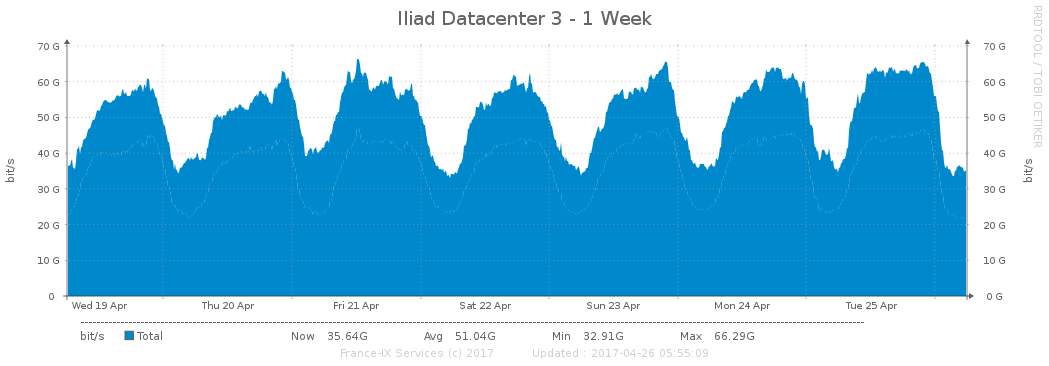 Iliad Datacenter 3 - 1 Week
RRDTOOL / TOBI OETIKER
70 G 70 G
60 G 60 G
50 G 50 G
40 G 40 G
30 G 30 G
20 G 20 G
10 G 10 G
0 0 G
bit/s bit/s
Wed 19 Apr Thu 20 Apr Fri 21 Apr Sat 22 Apr Sun 23 Apr Mon 24 Apr Tue 25 Apr
bit/s Total Now 35.64G Avg 51.04G Min 32.91G Max 66.29G
France-IX Services (c) 2017 Updated : 2017-04-26 05:55:09